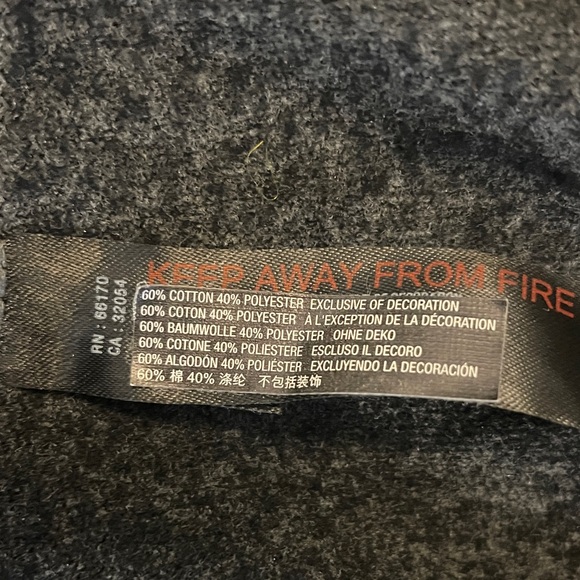 KEEP AWAY FROM FIRE
RN : 66170
CA 32054
60% COTTON 40% POLYESTER EXCLUSIVE OF DECORATION
60% COTON 40% POLYESTER À L'EXCEPTION DE LA DÉCORATION
60% BAUMWOLLE 40% POLYESTER OHNE DEKO
60% COTONE 40% POLIESTERE ESCLUSO IL DECORO
60% ALGODÓN 40% POLIÉSTER EXCLUYENDO LA DECORACIÓN
60% 棉 40% 涤纶 不包括装饰